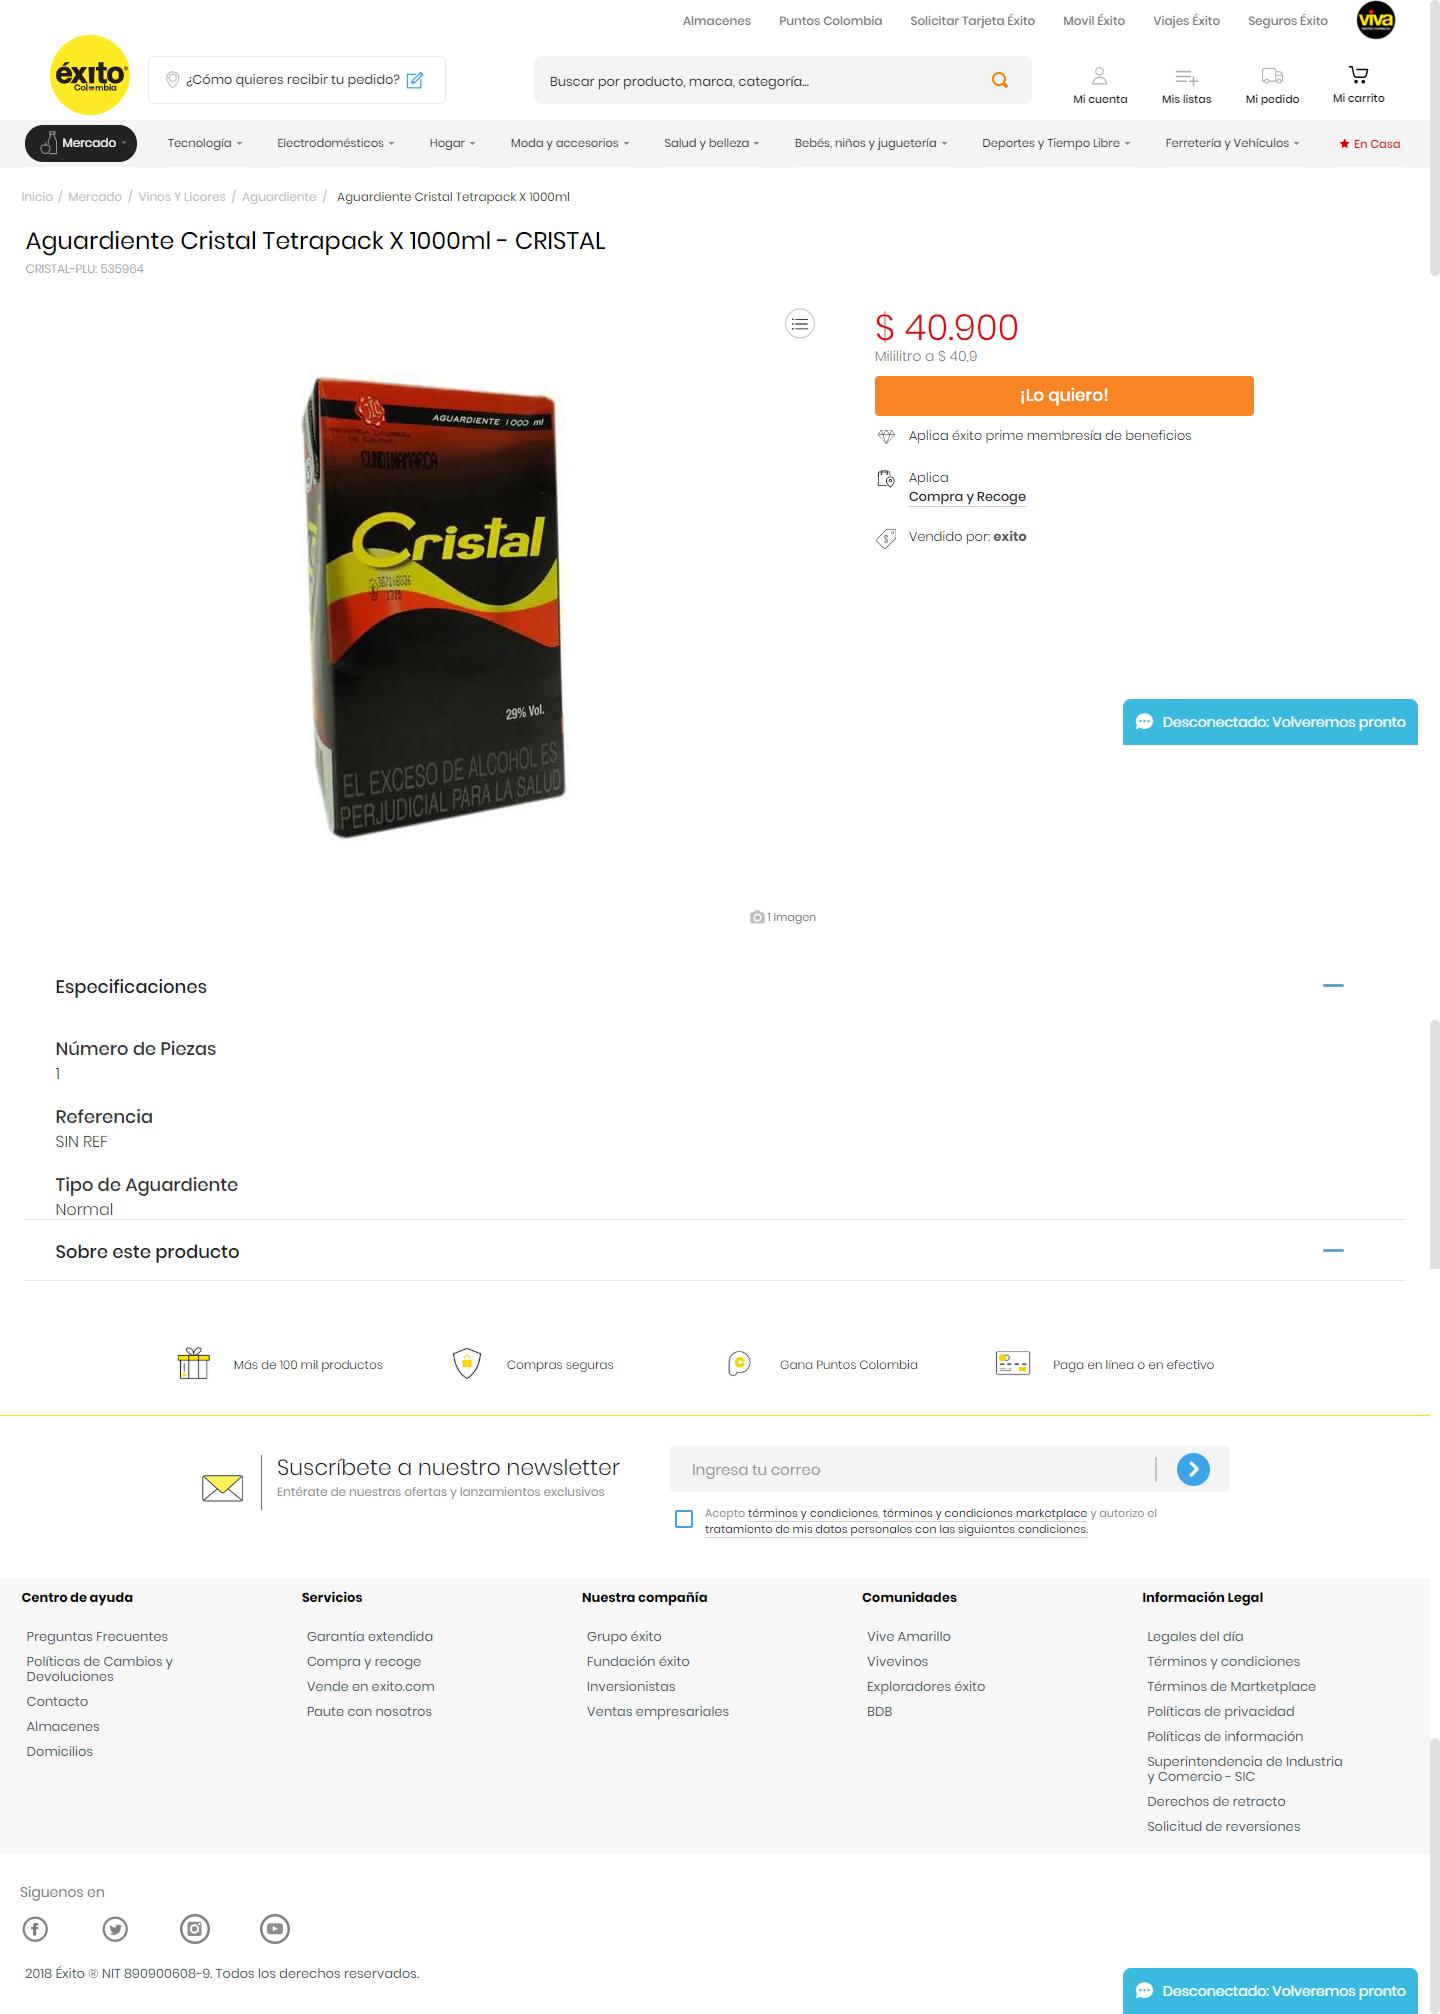 Almacenes Puntos Colombia Solicitar Tarjeta Éxito Movil Éxito Viajes Éxito Seguros Éxito viva
éxito
Colombia
¿Cómo quieres recibir tu pedido?
Buscar por producto, marca, categoría...
Mi cuenta Mis listas Mi pedido Mi carrito
Mercado Tecnología Electrodomésticos Hogar Moda y accesorios Salud y belleza Bebés, niños y juguetería Deportes y Tiempo Libre Ferretería y Vehículos En Casa
Inicio / Mercado / Vinos Y Licores / Aguardiente / Aguardiente Cristal Tetrapack X 1000ml
Aguardiente Cristal Tetrapack X 1000ml - CRISTAL
CRISTAL-PLU: 535964
AGUARDIENTE 1000 ml
INDUSTRIA LICORERA
DE CALDAS
CUNDINAMARCA
Cristal
1315
29% Vol.
EL EXCESO DE ALCOHOL ES
PERJUDICIAL PARA LA SALUD
1 Imagen
$ 40.900
Mililitro a $ 40,9
¡Lo quiero!
Aplica éxito prime membresía de beneficios
Aplica
Compra y Recoge
Vendido por: exito
Desconectado: Volveremos pronto
Especificaciones
Número de Piezas
1
Referencia
SIN REF
Tipo de Aguardiente
Normal
Sobre este producto
Más de 100 mil productos Compras seguras Gana Puntos Colombia Paga en línea o en efectivo
Suscríbete a nuestro newsletter
Entérate de nuestras ofertas y lanzamientos exclusivos
Ingresa tu correo
Acepto términos y condiciones, términos y condiciones marketplace y autorizo el
tratamiento de mis datos personales con las siguientes condiciones.
Centro de ayuda
Preguntas Frecuentes
Políticas de Cambios y
Devoluciones
Contacto
Almacenes
Domicilios
Servicios
Garantía extendida
Compra y recoge
Vende en exito.com
Paute con nosotros
Nuestra compañía
Grupo éxito
Fundación éxito
Inversionistas
Ventas empresariales
Comunidades
Vive Amarillo
Vivevinos
Exploradores éxito
BDB
Información Legal
Legales del día
Términos y condiciones
Términos de Martketplace
Políticas de privacidad
Políticas de información
Superintendencia de Industria
y Comercio - SIC
Derechos de retracto
Solicitud de reversiones
Siguenos en
2018 Éxito ® NIT 890900608-9. Todos los derechos reservados.
Desconectado: Volveremos pronto